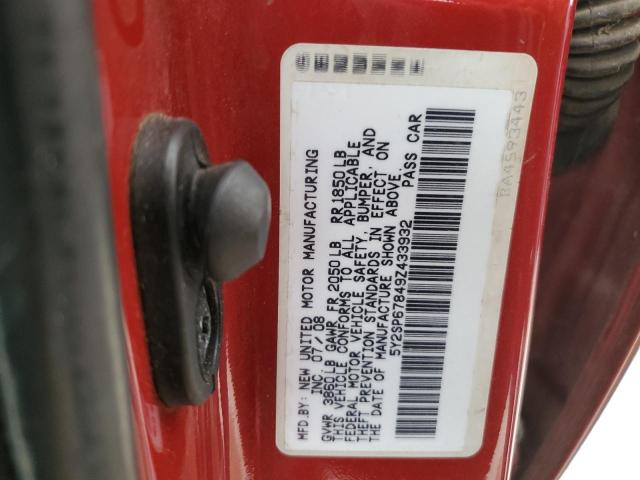 MFD.BY: NEW UNITED MOTOR MANUFACTURING
INC. 07/08
GVWR 3860LB GAWR FR 2050LB RR1850LB
THIS VEHICLE CONFORMS TO ALL APPLICABLE
FEDERAL MOTOR VEHICLE SAFETY, BUMPER, AND
THEFT PREVENTION STANDARDS IN EFFECT ON
THE DATE OF MANUFACTURE SHOWN ABOVE.
5Y2SP67849Z433932 PASS CAR
BA4593443